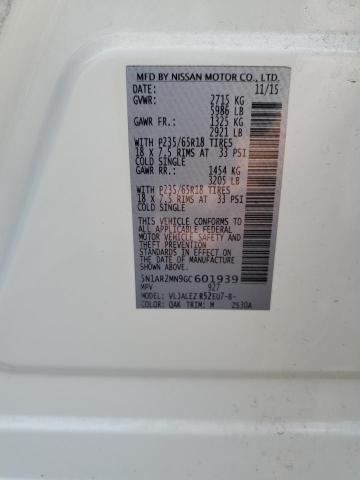 MFD BY NISSAN MOTOR CO., LTD.
DATE: 11/15
GVWR: 2715 KG
5986 LB
GAWR FR.: 1325 KG
2921 LB
WITH P235/65R18 TIRES
18 X 7.5 RIMS AT 33 PSI
COLD SINGLE
GAWR RR.: 1454 KG
3205 LB
WITH P235/65R18 TIRES
18 X 7.5 RIMS AT 33 PSI
COLD SINGLE
THIS VEHICLE CONFORMS TO
ALL APPLICABLE FEDERAL
MOTOR VEHICLE SAFETY
STANDARDS IN EFFECT ON
THE DATE OF MANUFACTURE
SHOWN ABOVE.
5N1AR2MN9GC601939
MPV 927
MODEL: VLJALEZ R52EU7-B-
COLOR: QAK TRIM: M 2530A